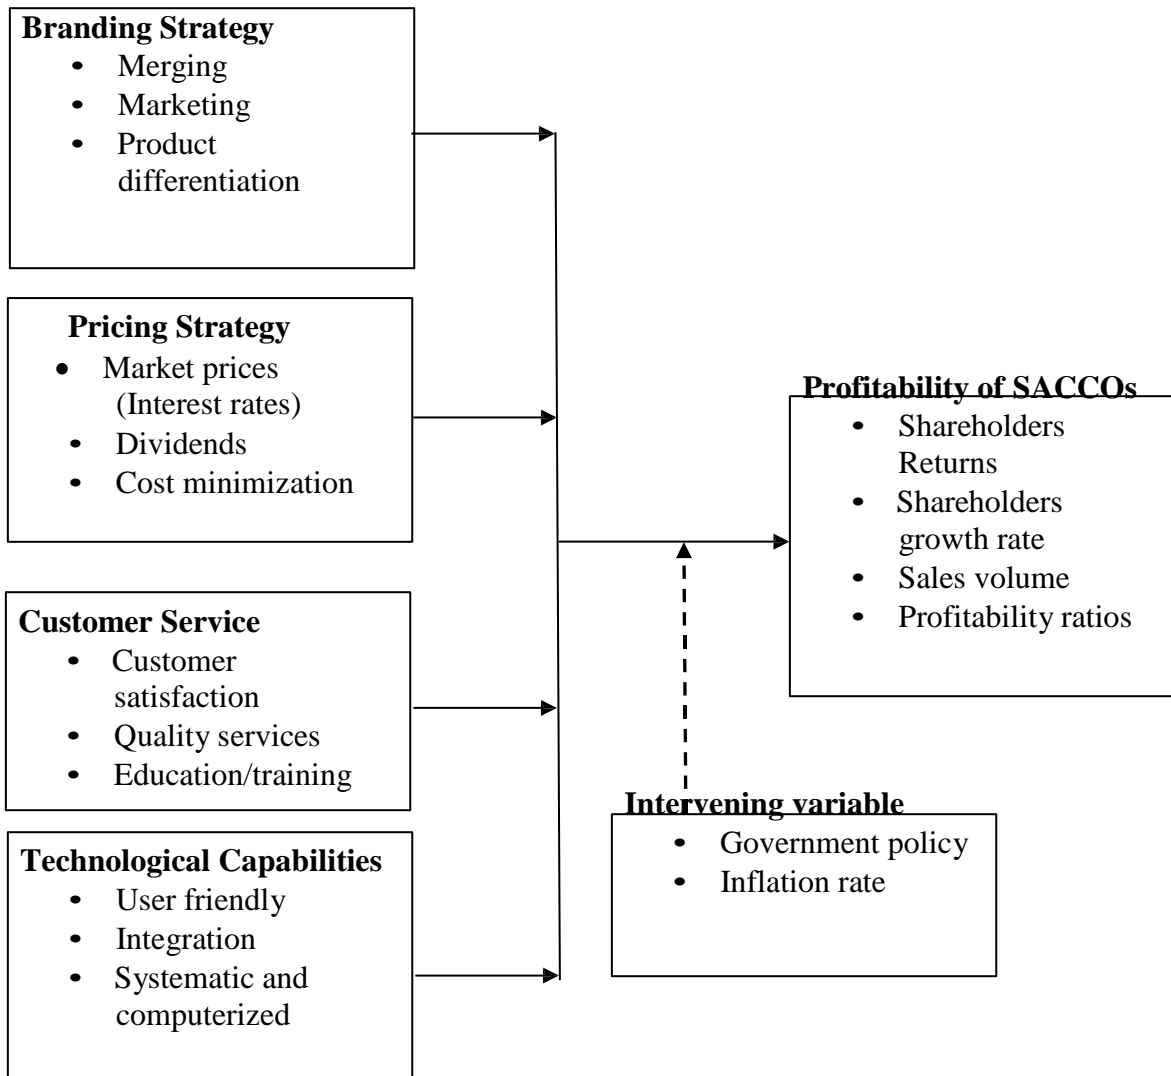 Branding Strategy
• Merging
• Marketing
• Product
differentiation
Pricing Strategy
• Market prices
(Interest rates)
• Dividends
• Cost minimization
Customer Service
• Customer
satisfaction
• Quality services
• Education/training
Technological Capabilities
• User friendly
• Integration
• Systematic and
computerized
Profitability of SACCOs
• Shareholders
Returns
• Shareholders
growth rate
• Sales volume
• Profitability ratios
Intervening variable
• Government policy
• Inflation rate